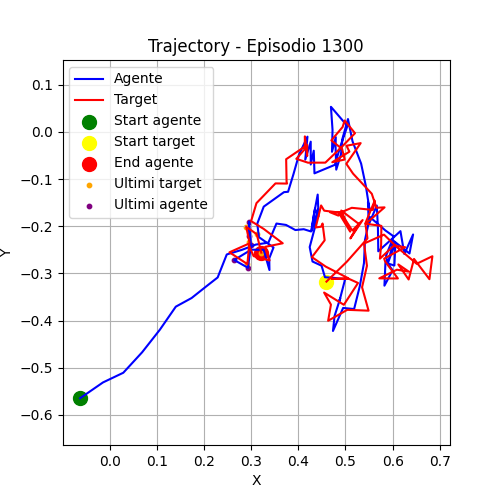 Trajectory - Episodio 1300
Agente
Target
Start agente
Start target
End agente
Ultimi target
Ultimi agente
0.1
0.0
−0.1
−0.2
−0.3
−0.4
−0.5
−0.6
Y
0.0 0.1 0.2 0.3 0.4 0.5 0.6 0.7
X